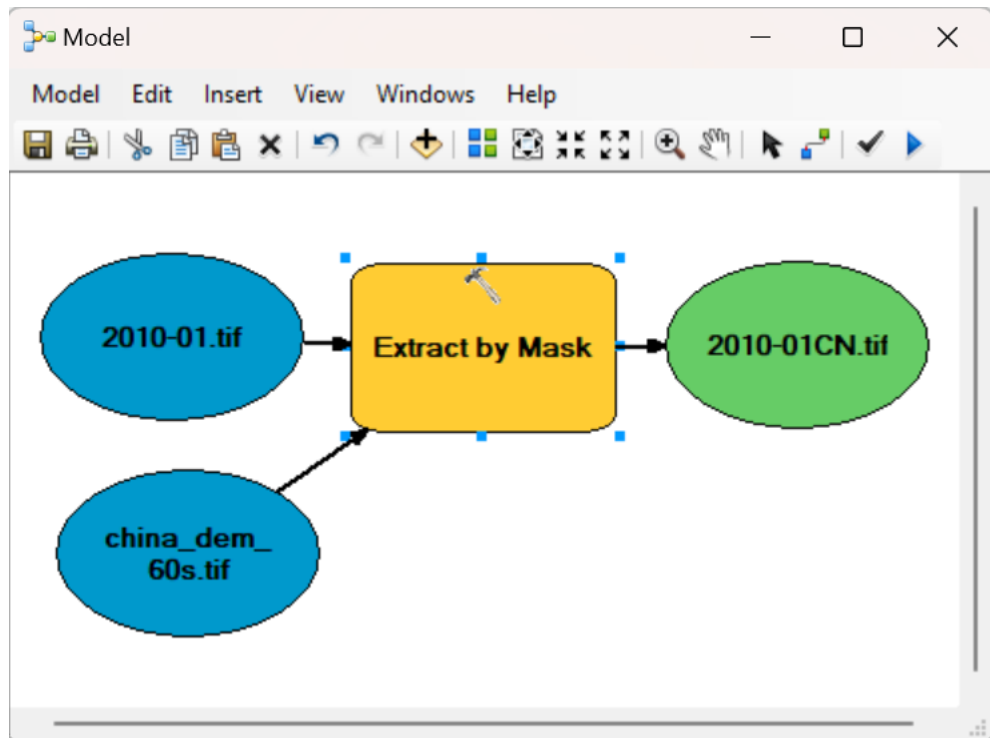 Model
Model Edit Insert View Windows Help
2010-01.tif
Extract by Mask
2010-01CN.tif
china_dem_
60s.tif